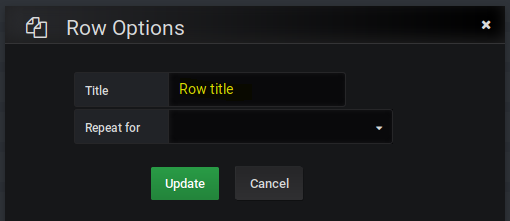 Row Options
Title
Row title
Repeat for
Update
Cancel